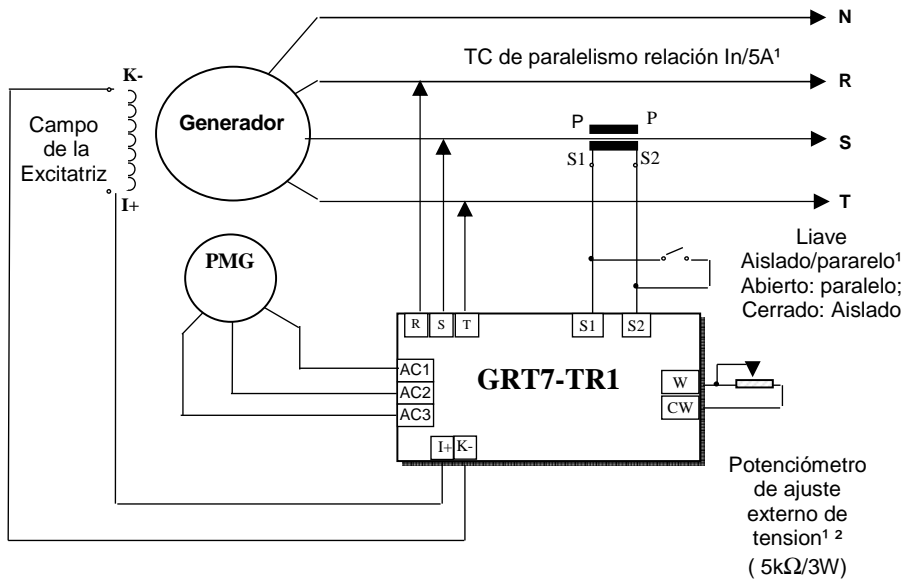 N
TC de paralelismo relación In/5A¹
R
K-
Generador
P
P
S
Campo
de la
Excitatriz
S1
S2
I+
T
PMG
Liave
Aislado/pararelo¹
Abierto: paralelo;
Cerrado: Aislado
R
S
T
S1
S2
AC1
AC2
AC3
GRT7-TR1
W
CW
I+
K-
Potenciómetro
de ajuste
externo de
tension¹ ²
( 5kΩ/3W)